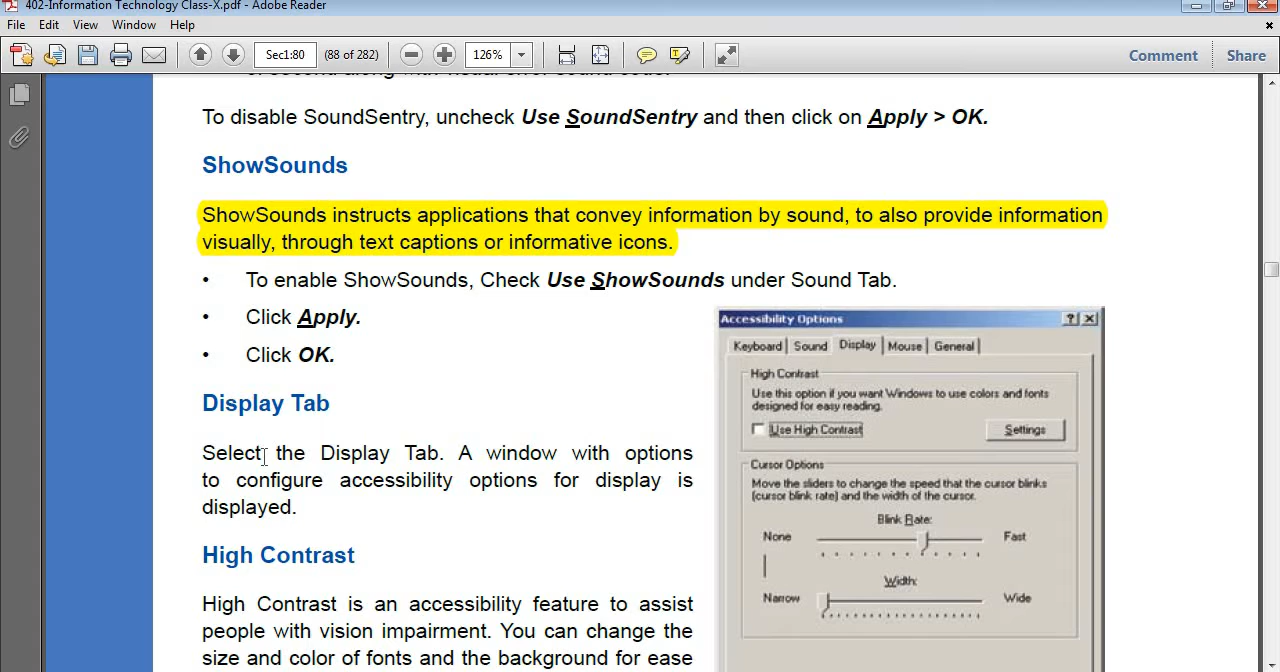 402-Information Technology Class-X.pdf - Adobe Reader
File Edit View Window Help
Sec1:80 (88 of 282) 126% Comment Share
To disable SoundSentry, uncheck Use SoundSentry and then click on Apply > OK.
ShowSounds
ShowSounds instructs applications that convey information by sound, to also provide information
visually, through text captions or informative icons.
• To enable ShowSounds, Check Use ShowSounds under Sound Tab.
• Click Apply.
• Click OK.
Display Tab
Select the Display Tab. A window with options
to configure accessibility options for display is
displayed.
High Contrast
High Contrast is an accessibility feature to assist
people with vision impairment. You can change the
size and color of fonts and the background for ease
Accessibility Options
Keyboard Sound Display Mouse General
High Contrast
Use this option if you want Windows to use colors and fonts
designed for easy reading.
Use High Contrast Settings
Cursor Options
Move the sliders to change the speed that the cursor blinks
(cursor blink rate) and the width of the cursor.
Blink Rate:
None Fast
Width:
Narrow Wide